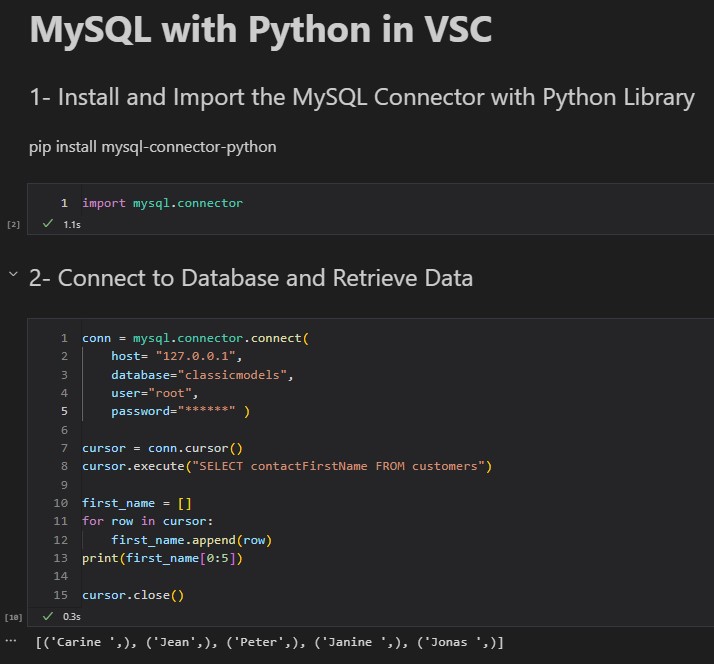 MySQL with Python in VSC
1- Install and Import the MySQL Connector with Python Library
pip install mysql-connector-python
1 import mysql.connector
[2] ✓ 1.1s
2- Connect to Database and Retrieve Data
1 conn = mysql.connector.connect(
2     host= "127.0.0.1",
3     database="classicmodels",
4     user="root",
5     password="******" )
6
7 cursor = conn.cursor()
8 cursor.execute("SELECT contactFirstName FROM customers")
9
10 first_name = []
11 for row in cursor:
12     first_name.append(row)
13 print(first_name[0:5])
14
15 cursor.close()
[10] ✓ 0.3s
... [('Carine ',), ('Jean',), ('Peter',), ('Janine ',), ('Jonas ',)]